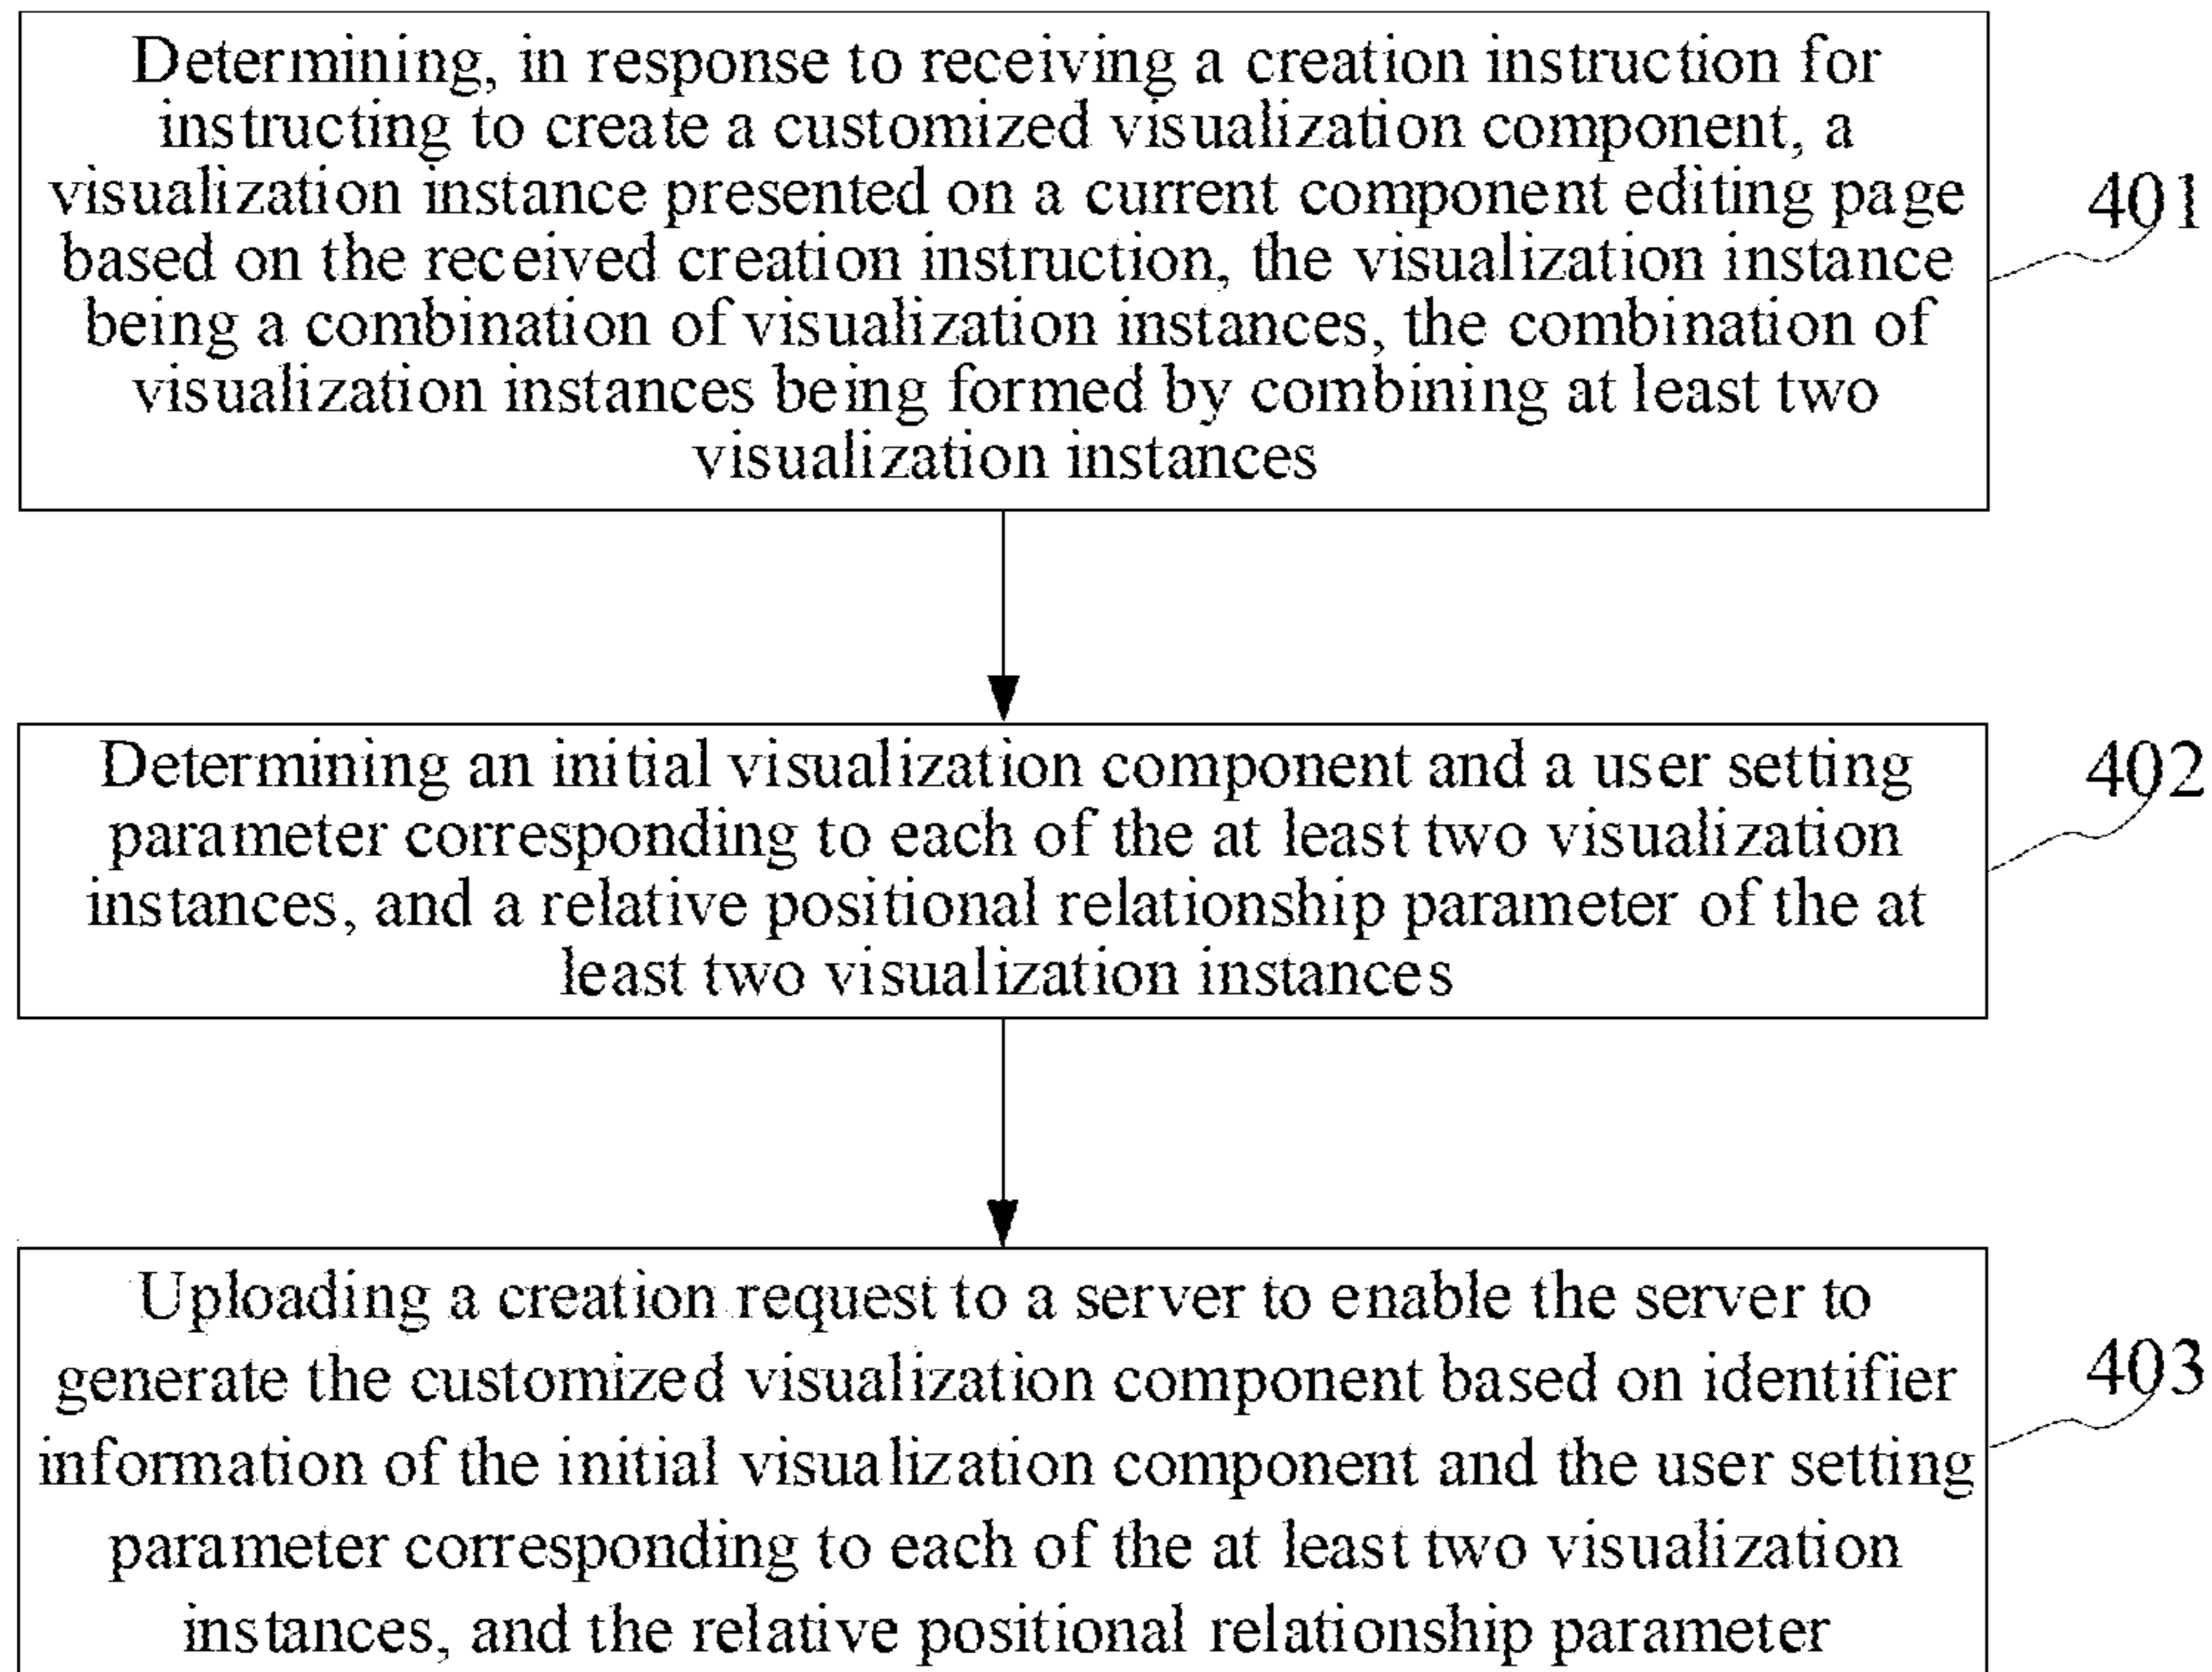 Determining, in response to receiving a creation instruction for
instructing to create a customized visualization component, a
visualization instance presented on a current component editing page
based on the received creation instruction, the visualization instance
being a combination of visualization instances, the combination of
visualization instances being formed by combining at least two
visualization instances
401
Determining an initial visualization component and a user setting
parameter corresponding to each of the at least two visualization
instances, and a relative positional relationship parameter of the at
least two visualization instances
402
Uploading a creation request to a server to enable the server to
generate the customized visualization component based on identifier
information of the initial visualization component and the user setting
parameter corresponding to each of the at least two visualization
instances, and the relative positional relationship parameter
403